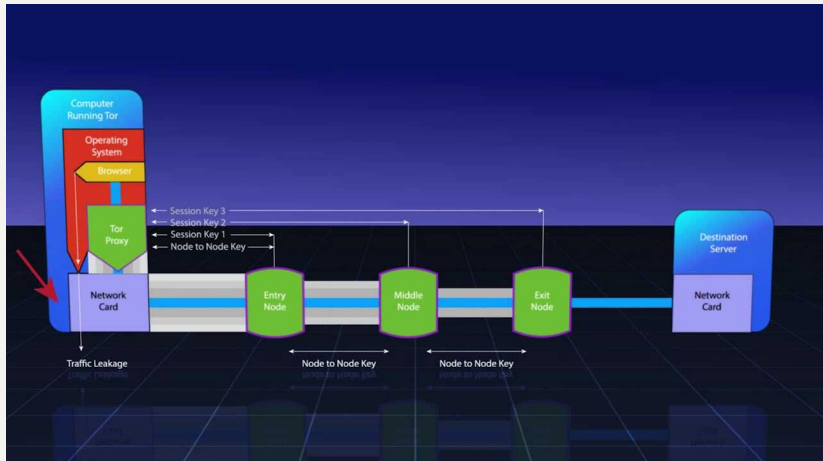 Computer
Running Tor
Operating
System
Browser
Tor
Proxy
Session Key 3
Session Key 2
Session Key 1
Node to Node Key
Network
Card
Entry
Node
Middle
Node
Exit
Node
Destination
Server
Network
Card
Traffic Leakage
Node to Node Key
Node to Node Key